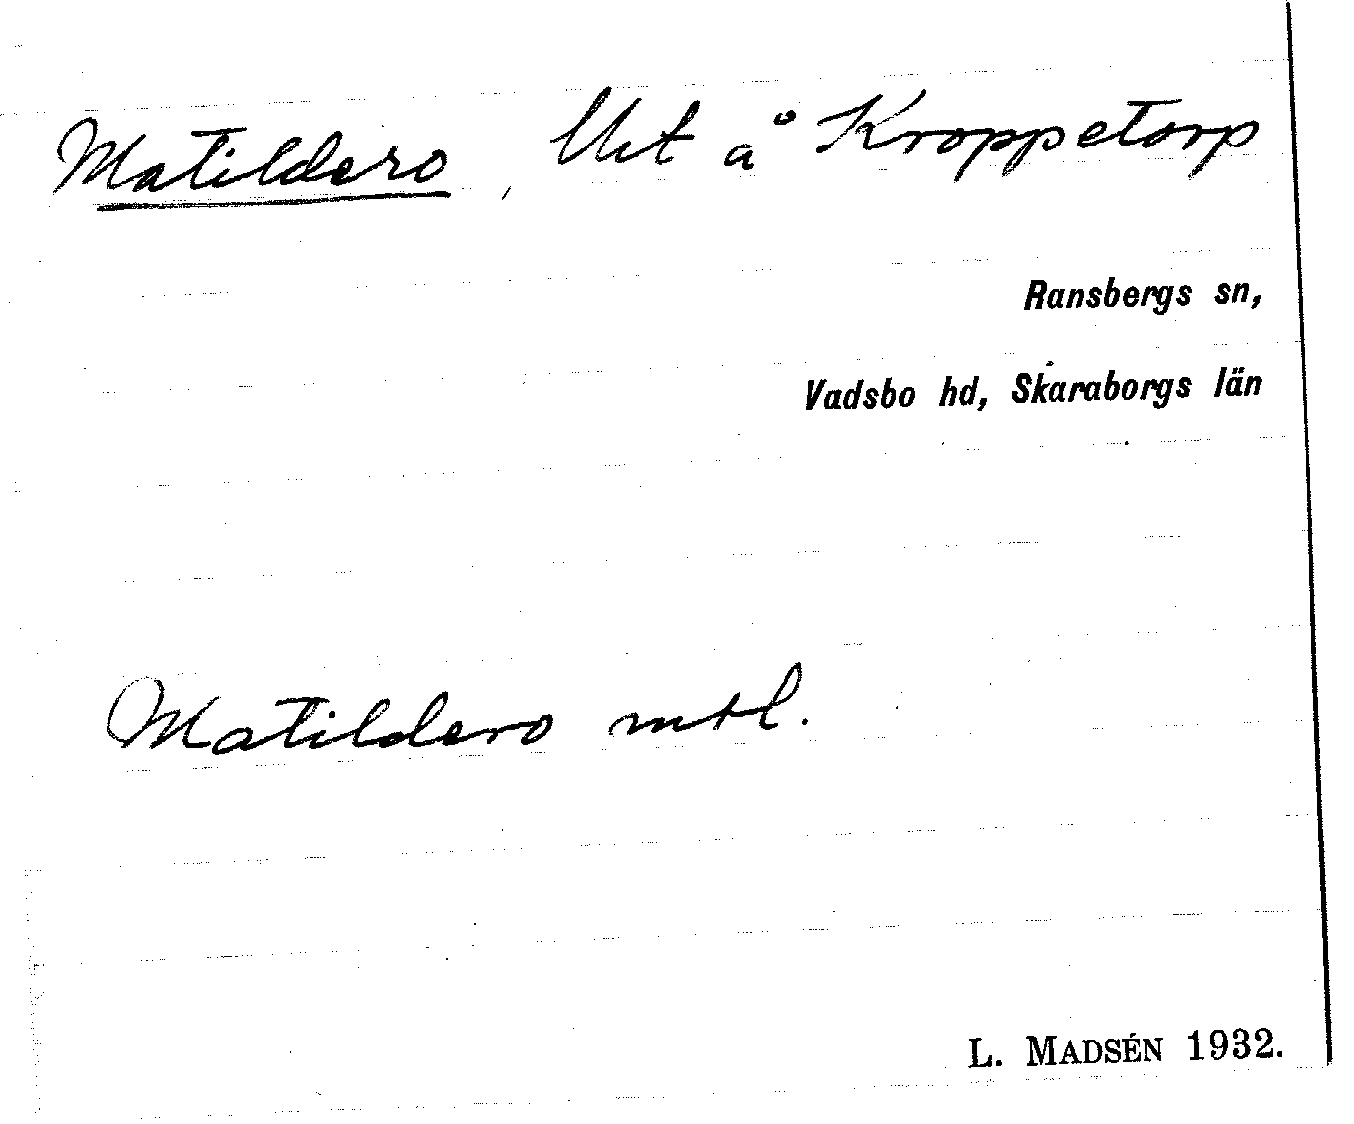 Matildero, Ut å Kroppetorp
Ransbergs sn,
Vadsbo hd, Skaraborgs län
Matildero mtl.
L. MADSÉN 1932.